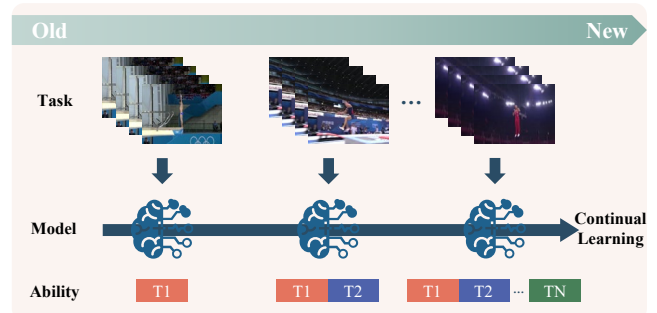 Old New
Task
...
Model
Continual
Learning
Ability T1 T1 T2 T1 T2 ... TN